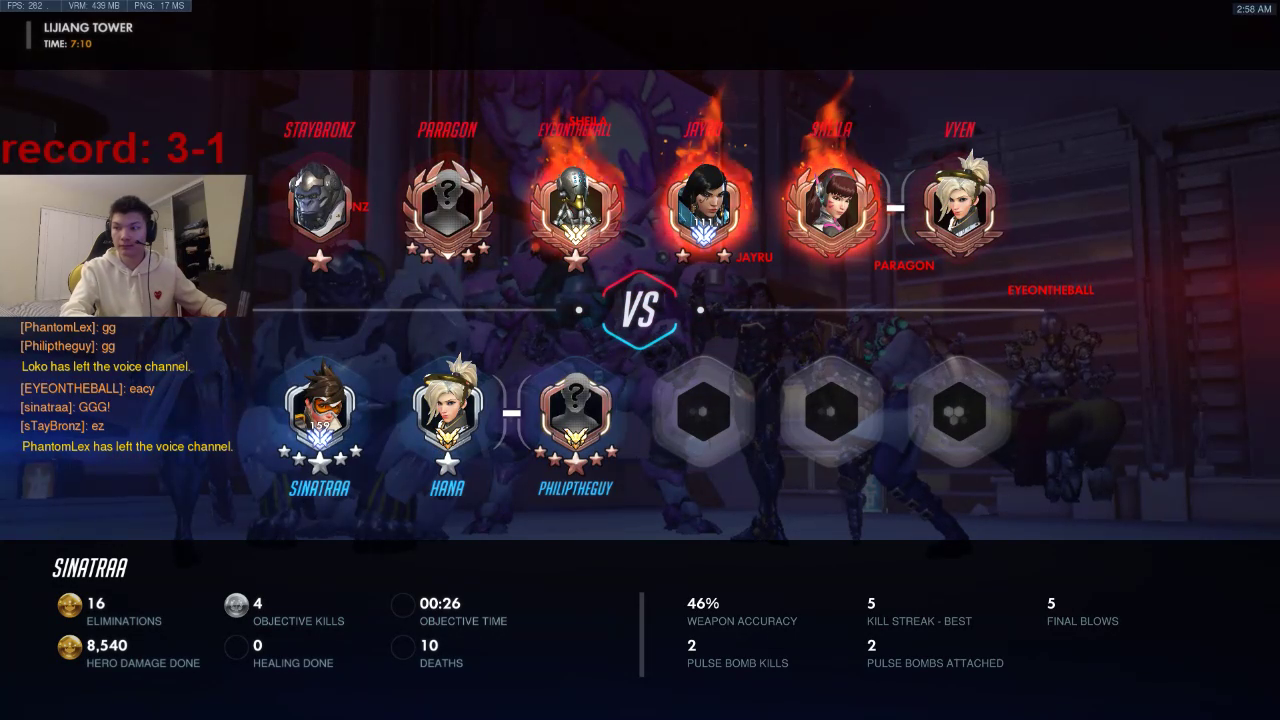 FPS: 282 . VRM: 439 MB PNG: 17 MS
2:58 AM
LIJIANG TOWER
TIME: 7:10
STAYBRONZ PARAGON EYEONTHEBALL JAYRU SHEILA VYEN
SHEILA
record: 3-1
NZ
111
JAYRU
PARAGON
EYEONTHEBALL
VS
[PhantomLex]: gg
[Philiptheguy]: gg
Loko has left the voice channel.
[EYEONTHEBALL]: eacy
[sinatraa]: GGG!
[sTayBronz]: ez
PhantomLex has left the voice channel.
159
SINATRAA HANA PHILIPTHEGUY
SINATRAA
16 ELIMINATIONS
4 OBJECTIVE KILLS
00:26 OBJECTIVE TIME
46% WEAPON ACCURACY
5 KILL STREAK - BEST
5 FINAL BLOWS
8,540 HERO DAMAGE DONE
0 HEALING DONE
10 DEATHS
2 PULSE BOMB KILLS
2 PULSE BOMBS ATTACHED